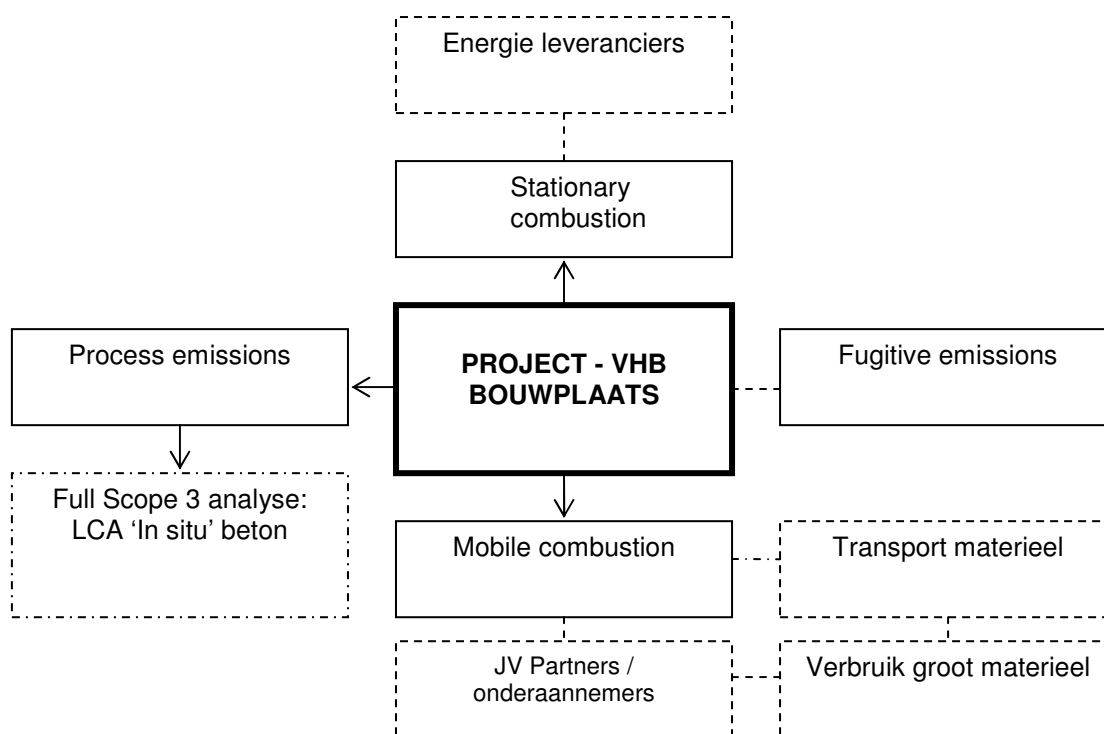 Energie leveranciers
Stationary
combustion
Process emissions
PROJECT - VHB
BOUWPLAATS
Fugitive emissions
Full Scope 3 analyse:
LCA ‘In situ’ beton
Mobile combustion
Transport materieel
JV Partners /
onderaannemers
Verbruik groot materieel